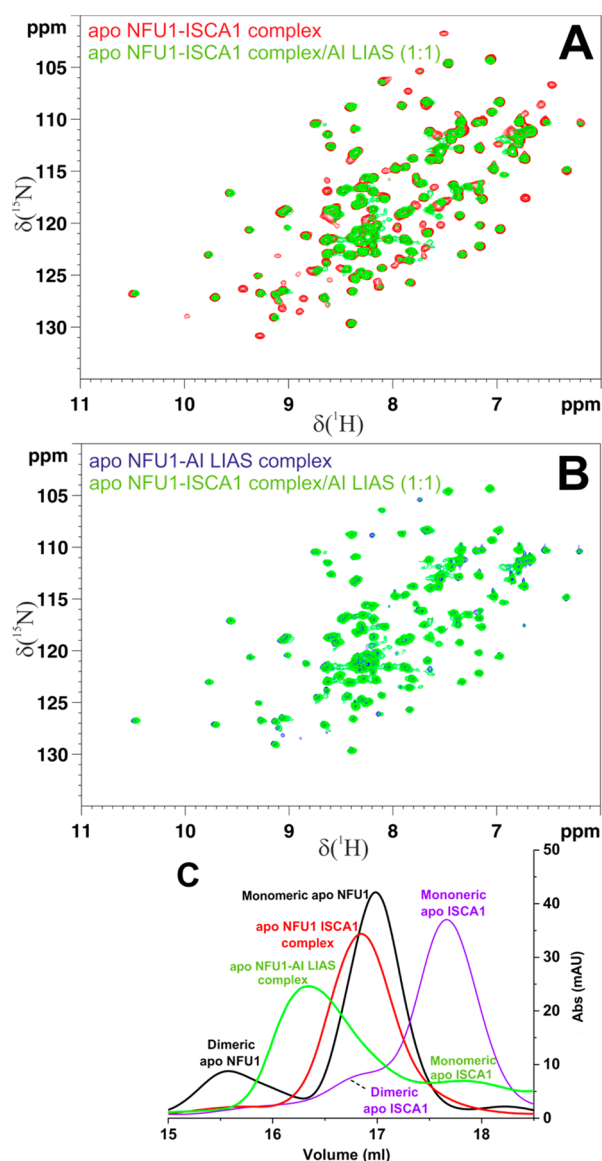 ppm
apo NFU1-ISCA1 complex
apo NFU1-ISCA1 complex/AI LIAS (1:1)
A
105
110
115
120
125
130
δ(¹⁵N)
11 10 9 8 7 ppm
δ(¹H)
ppm
apo NFU1-AI LIAS complex
apo NFU1-ISCA1 complex/AI LIAS (1:1)
B
105
110
115
120
125
130
δ(¹⁵N)
11 10 9 8 7 ppm
δ(¹H)
C
50
40
30
20
10
0
Abs (mAU)
Monomeric apo NFU1
Mononeric
apo ISCA1
apo NFU1 ISCA1
complex
apo NFU1-AI LIAS
complex
Dimeric
apo NFU1
Dimeric
apo ISCA1
Monomeric
apo ISCA1
15 16 17 18
Volume (ml)